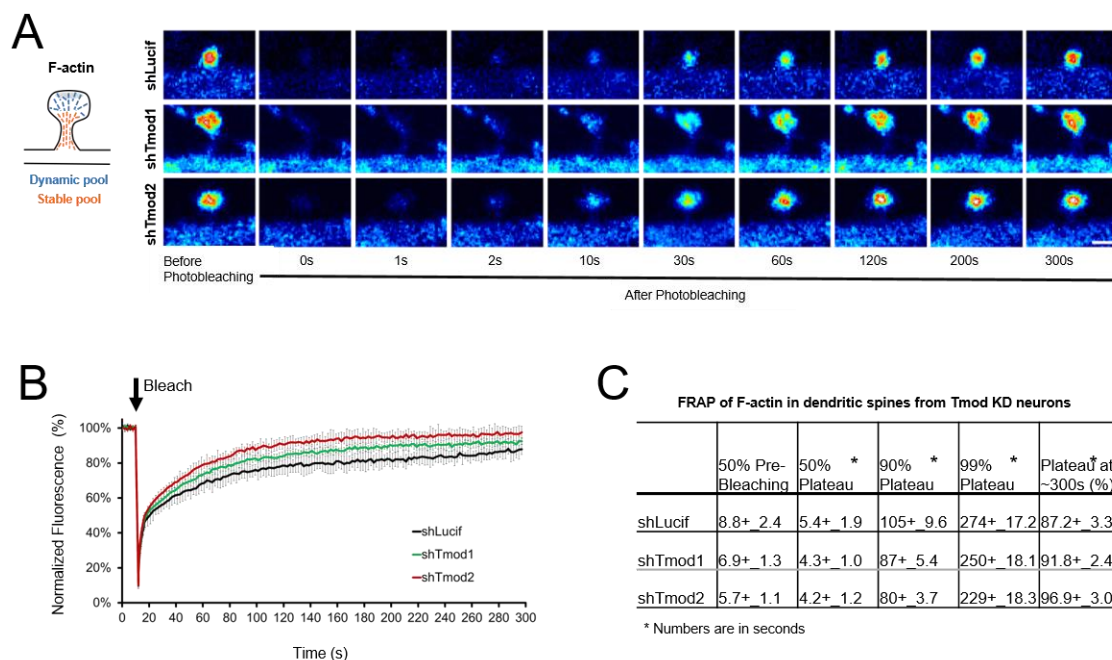 A
F-actin
Dynamic pool
Stable pool
shLucif
shTmod1
shTmod2
Before
Photobleaching
0s 1s 2s 10s 30s 60s 120s 200s 300s
After Photobleaching
B
Bleach
Normalized Fluorescence (%)
100%
80%
60%
40%
20%
0%
shLucif
shTmod1
shTmod2
0 20 40 60 80 100 120 140 160 180 200 220 240 260 280 300
Time (s)
C
FRAP of F-actin in dendritic spines from Tmod KD neurons
50% Pre-Bleaching 50% * Plateau 90% * Plateau 99% * Plateau Plateau at * ~300s (%)
shLucif 8.8+_2.4 5.4+_1.9 105+_9.6 274+_17.2 87.2+_3.3
shTmod1 6.9+_1.3 4.3+_1.0 87+_5.4 250+_18.1 91.8+_2.4
shTmod2 5.7+_1.1 4.2+_1.2 80+_3.7 229+_18.3 96.9+_3.0
* Numbers are in seconds